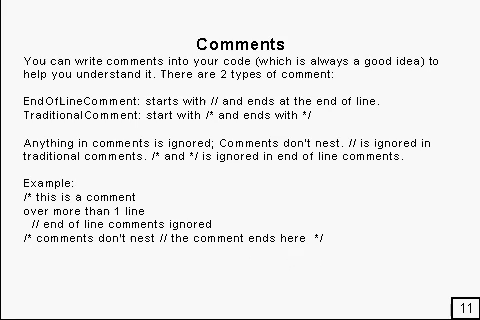 Comments
You can write comments into your code (which is always a good idea) to
help you understand it. There are 2 types of comment:
EndOfLineComment: starts with // and ends at the end of line.
TraditionalComment: start with /* and ends with */
Anything in comments is ignored; Comments don't nest. // is ignored in
traditional comments. /* and */ is ignored in end of line comments.
Example:
/* this is a comment
over more than 1 line
// end of line comments ignored
/* comments don't nest // the comment ends here */
11